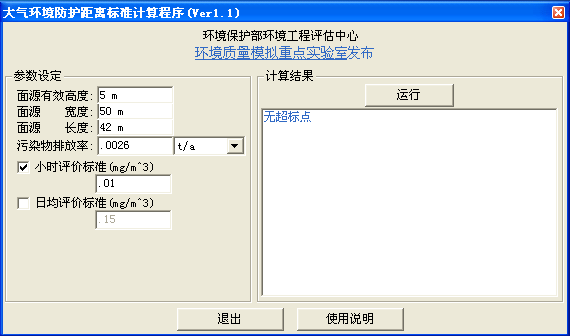 大气环境防护距离标准计算程序(Ver1.1)
环境保护部环境工程评估中心
环境质量模拟重点实验室发布
参数设定
面源有效高度: 5 m
面源 宽度: 50 m
面源 长度: 42 m
污染物排放率: .0026 t/a
小时评价标准(mg/m^3)
.01
日均评价标准(mg/m^3)
.15
计算结果
运行
无超标点
退出 使用说明